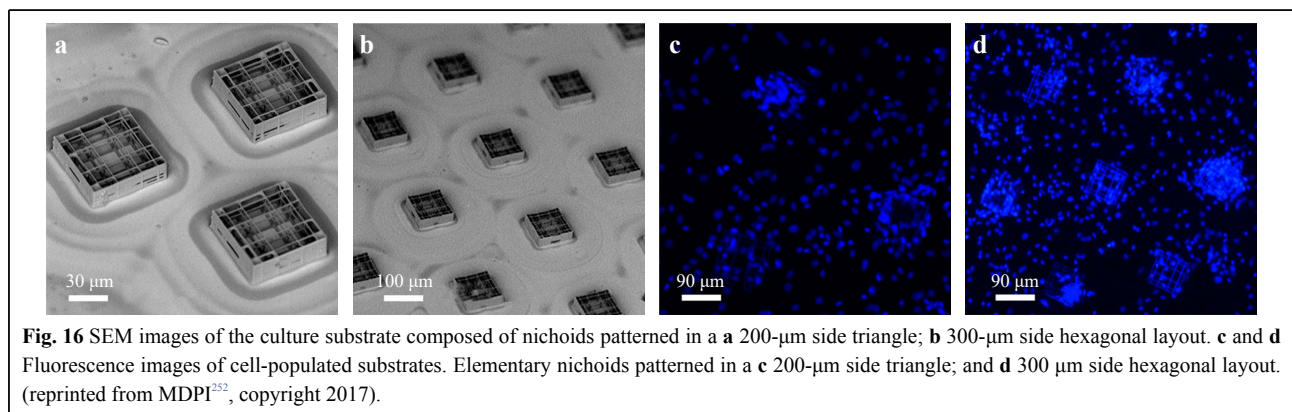 a
b
c
d
30 μm
100 μm
90 μm
90 μm
Fig. 16 SEM images of the culture substrate composed of nichoids patterned in a a 200-μm side triangle; b 300-μm side hexagonal layout. c and d
Fluorescence images of cell-populated substrates. Elementary nichoids patterned in a c 200-μm side triangle; and d 300 μm side hexagonal layout.
(reprinted from MDPI252, copyright 2017).